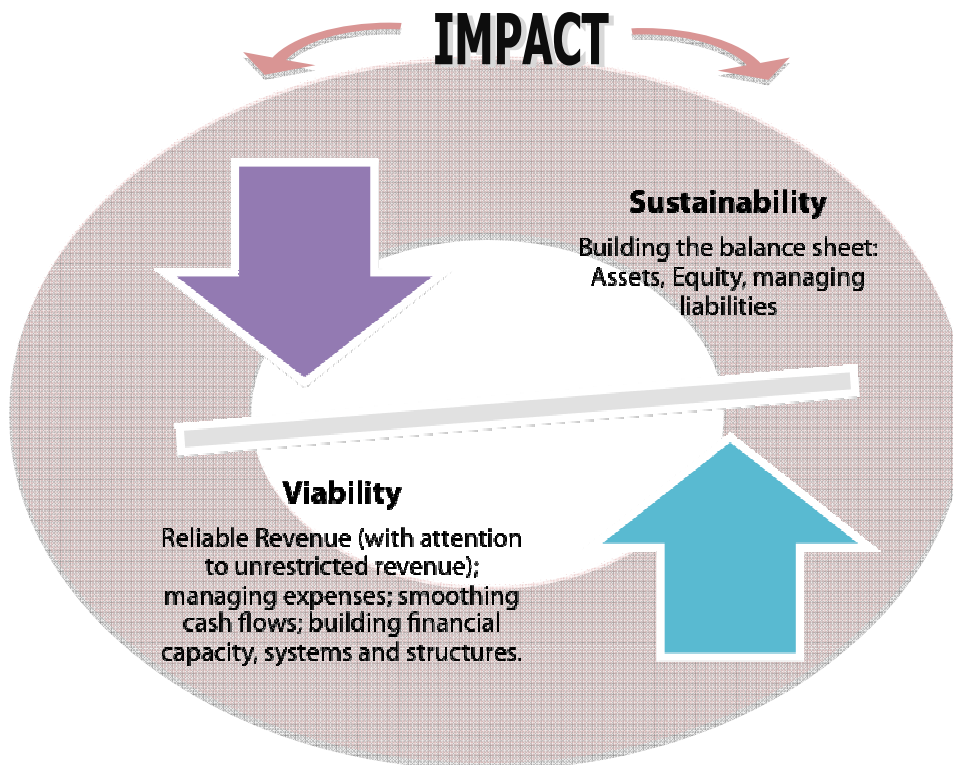 IMPACT
Sustainability
Building the balance sheet:
Assets, Equity, managing
liabilities
Viability
Reliable Revenue (with attention
to unrestricted revenue);
managing expenses; smoothing
cash flows; building financial
capacity, systems and structures.